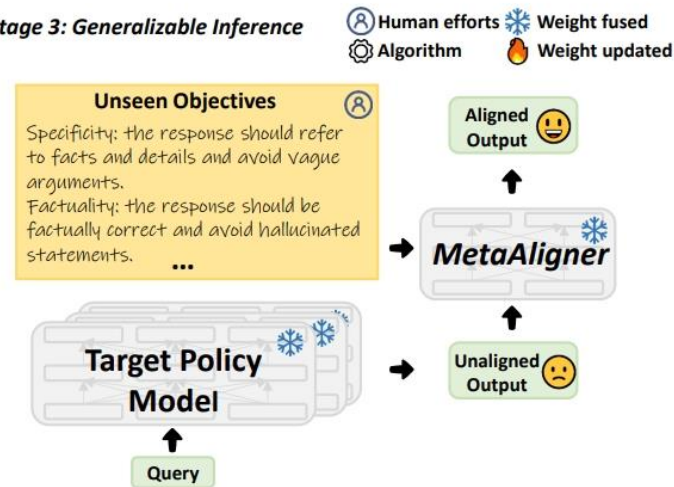 tage 3: Generalizable Inference
Human efforts
Weight fused
Algorithm
Weight updated
Unseen Objectives
Specificity: the response should refer
to facts and details and avoid vague
arguments.
Factuality: the response should be
factually correct and avoid hallucinated
statements.
...
Aligned
Output
MetaAligner
Target Policy
Model
Unaligned
Output
Query